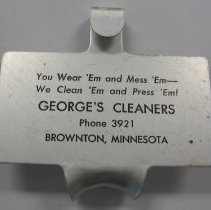 You Wear 'Em and Mess 'Em—
We Clean 'Em and Press 'Em!
GEORGE'S CLEANERS
Phone 3921
BROWNTON, MINNESOTA